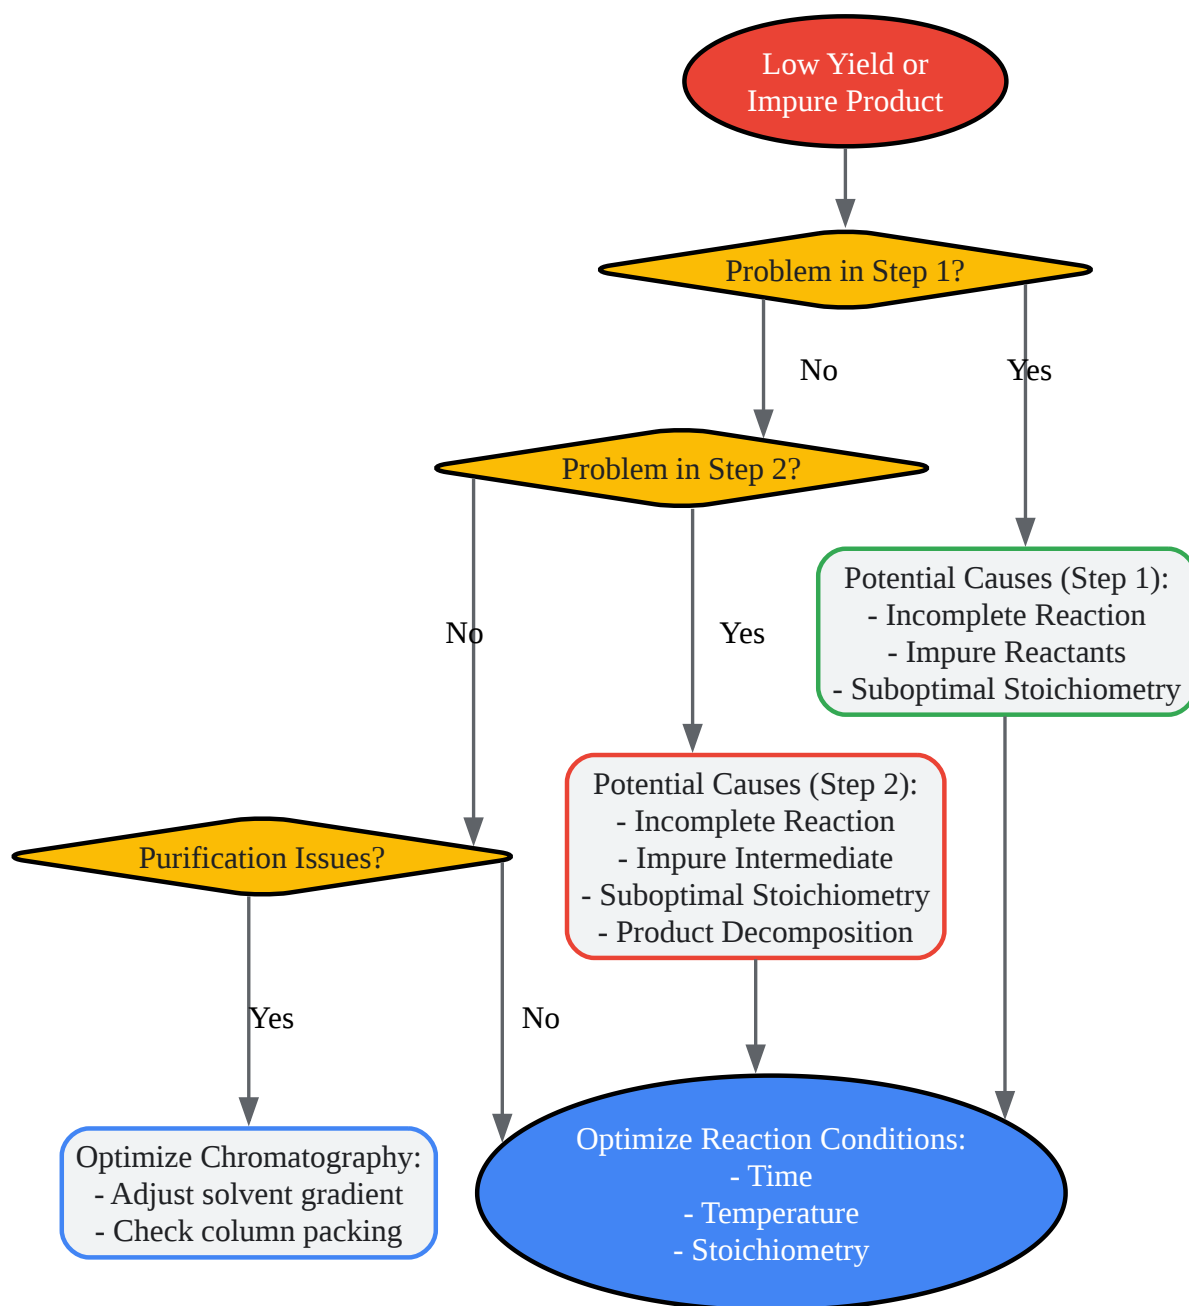 Low Yield or
Impure Product
Problem in Step 1?
No
Yes
Problem in Step 2?
Potential Causes (Step 1):
- Incomplete Reaction
- Impure Reactants
- Suboptimal Stoichiometry
No
Yes
Potential Causes (Step 2):
- Incomplete Reaction
- Impure Intermediate
- Suboptimal Stoichiometry
- Product Decomposition
Purification Issues?
Yes
No
Optimize Chromatography:
- Adjust solvent gradient
- Check column packing
Optimize Reaction Conditions:
- Time
- Temperature
- Stoichiometry